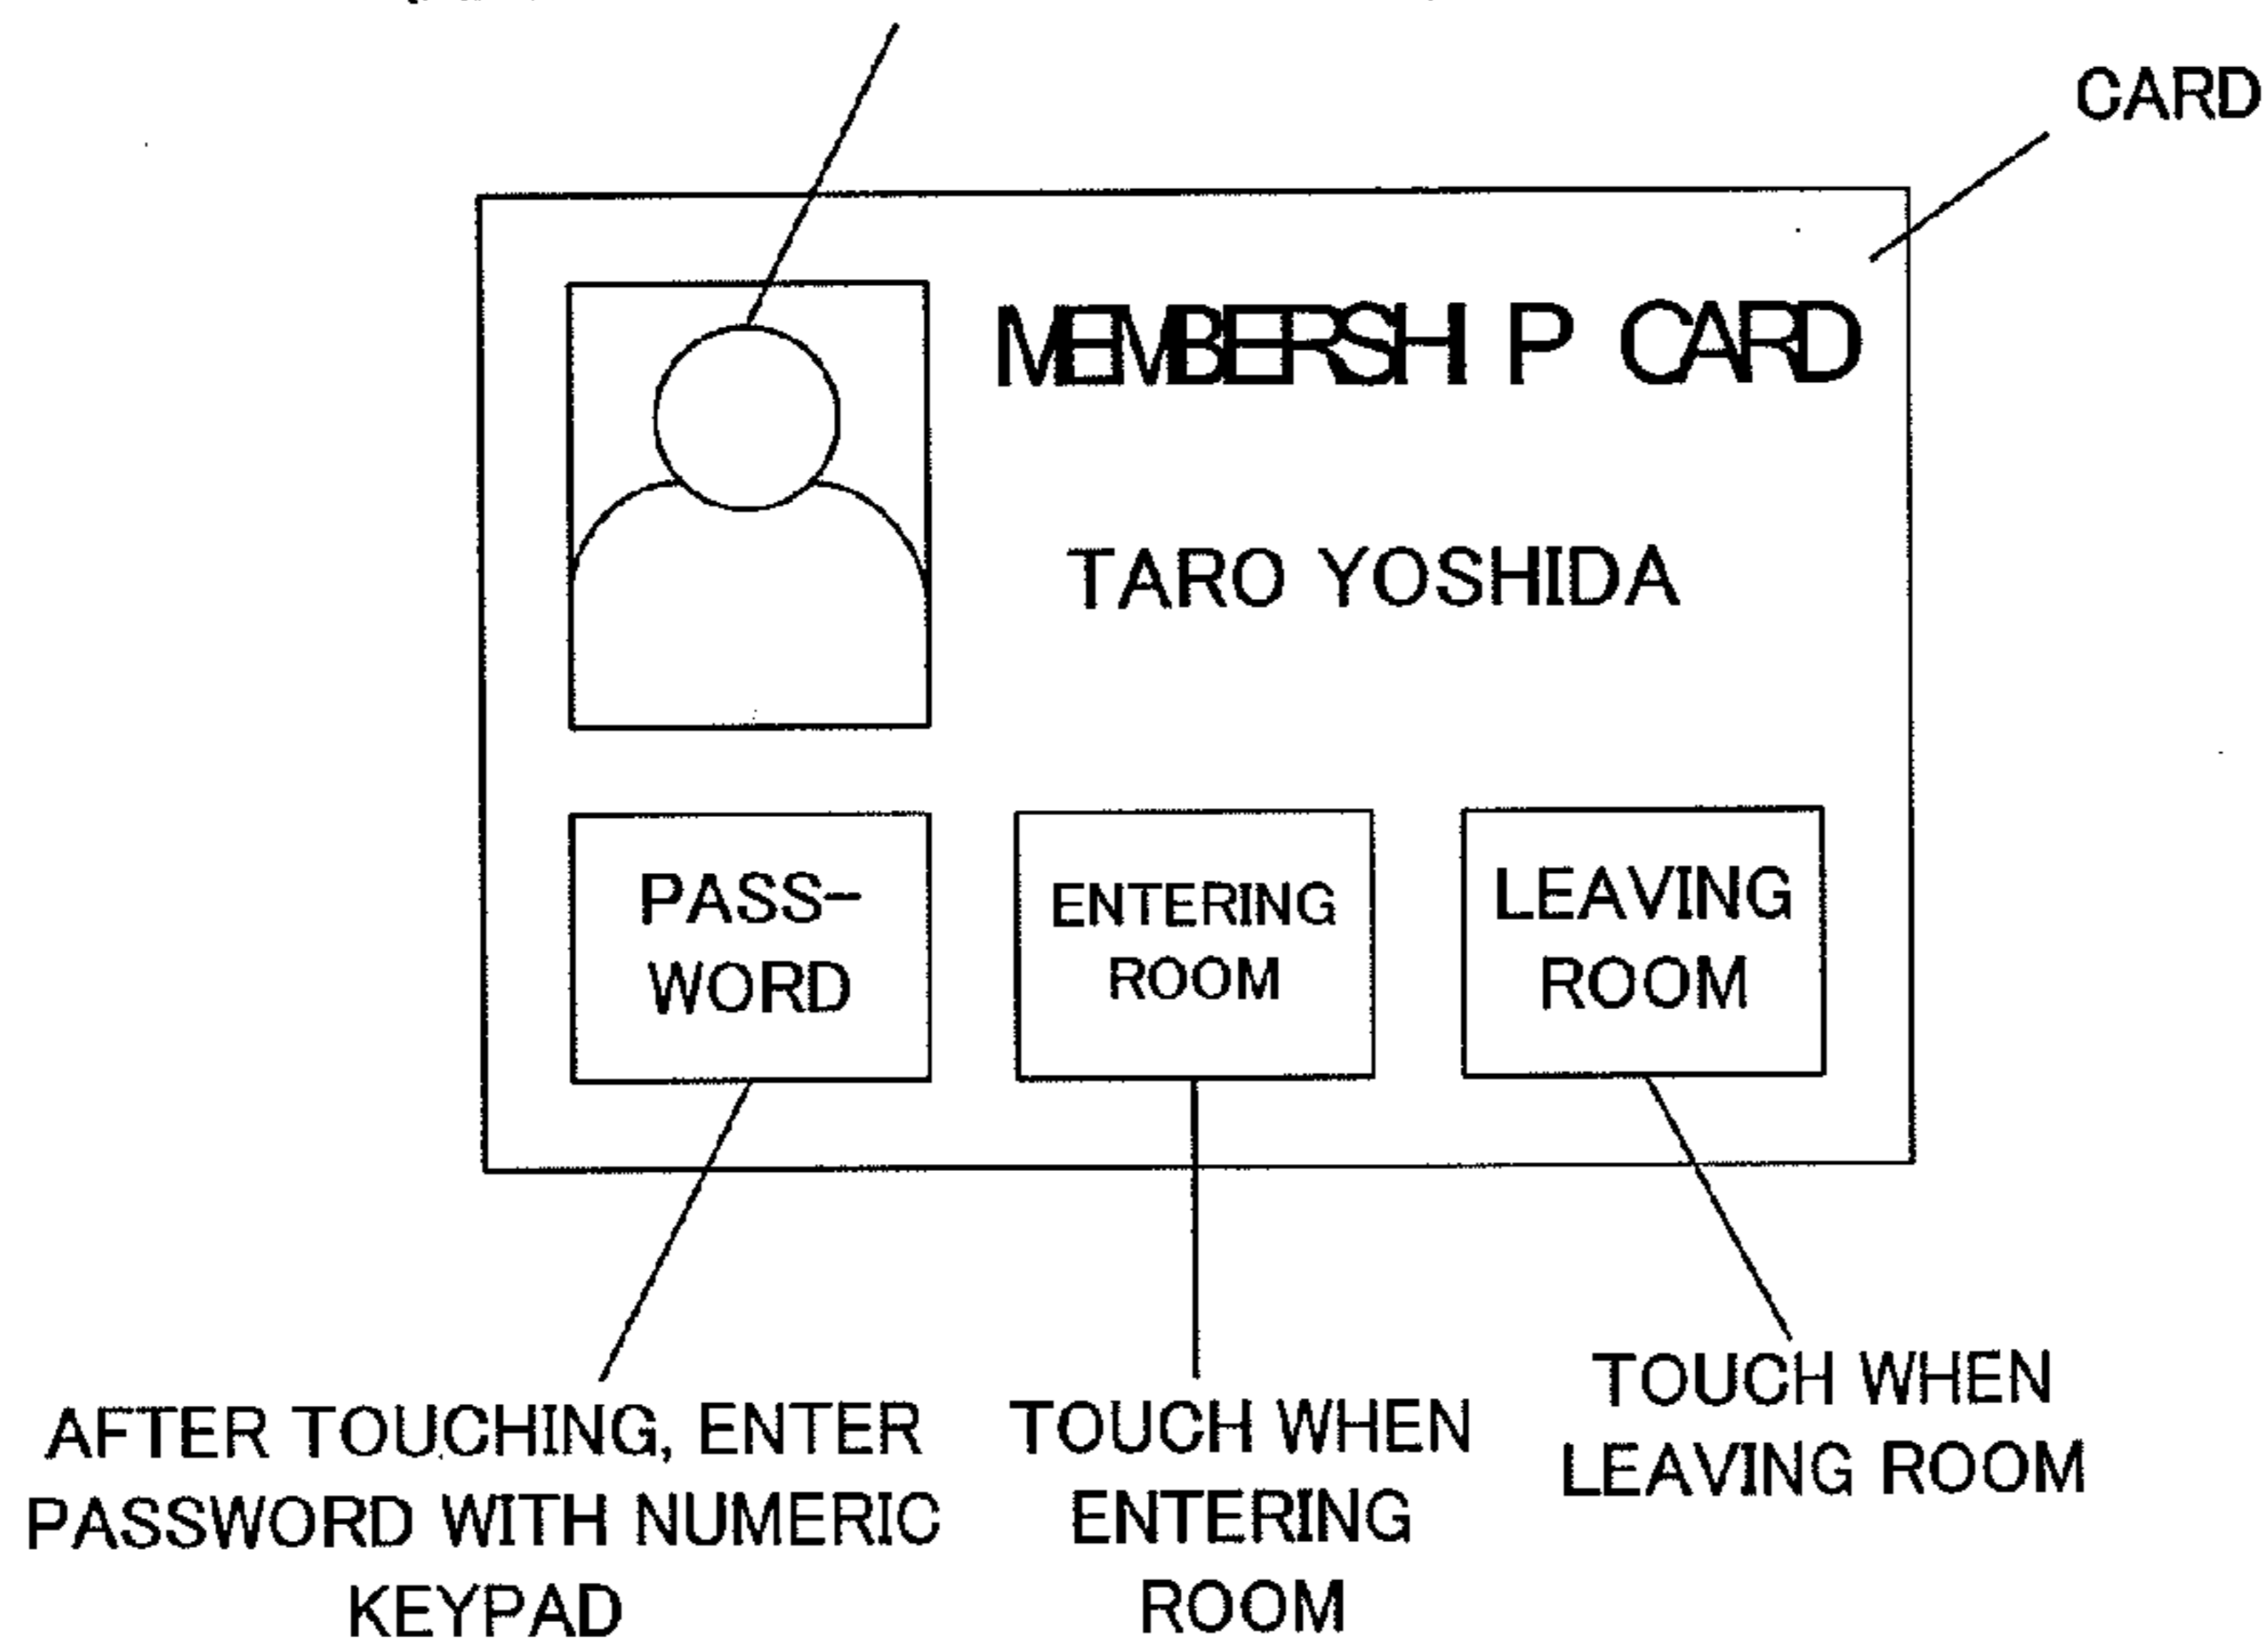 CARD
MEMBERSHIP CARD
TARO YOSHIDA
PASS-
WORD
ENTERING
ROOM
LEAVING
ROOM
AFTER TOUCHING, ENTER
PASSWORD WITH NUMERIC
KEYPAD
TOUCH WHEN
ENTERING
ROOM
TOUCH WHEN
LEAVING ROOM